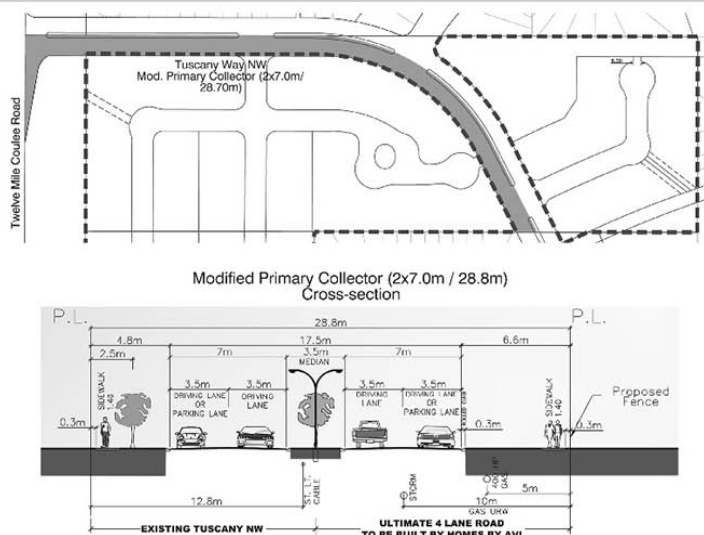 Twelve Mile Coulee Road
Tuscany Way NW
Mod. Primary Collector (2x7.0m/
28.70m)
Modified Primary Collector (2x7.0m / 28.8m)
Cross-section
P.L.
P.L.
28.8m
4.8m
17.5m
6.6m
2.5m
7m
3.5m
7m
MEDIAN
3.5m
3.5m
3.5m
3.5m
DRIVING LANE
OR
PARKING LANE
DRIVING
LANE
DRIVING
LANE
DRIVING LANE
OR
PARKING LANE
SIDEWALK
1.40
SIDEWALK
1.40
Proposed
Fence
0.3m
0.3m
0.3m
ST. LT.
CABLE
STORM
400 HP
GAS
5m
12.8m
10m
GAS URW
EXISTING TUSCANY NW
ULTIMATE 4 LANE ROAD
TO BE BUILT BY HOMES BY AVI